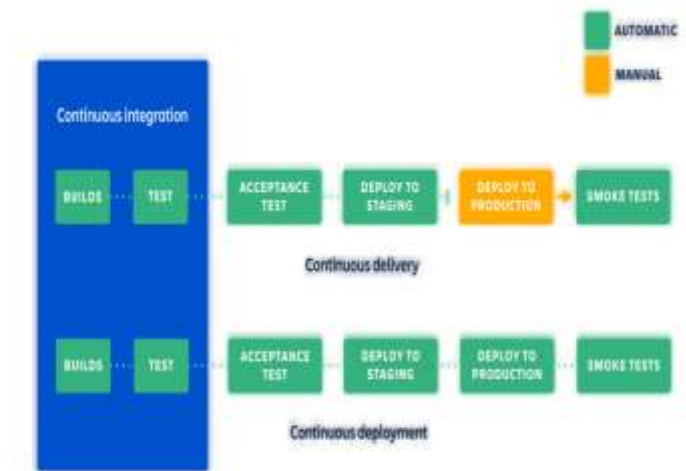 AUTOMATIC
MANUAL
Continuous integration
BUILDS
TEST
ACCEPTANCE
TEST
DEPLOY TO
STAGING
DEPLOY TO
PRODUCTION
SMOKE TESTS
Continuous delivery
BUILDS
TEST
ACCEPTANCE
TEST
DEPLOY TO
STAGING
DEPLOY TO
PRODUCTION
SMOKE TESTS
Continuous deployment